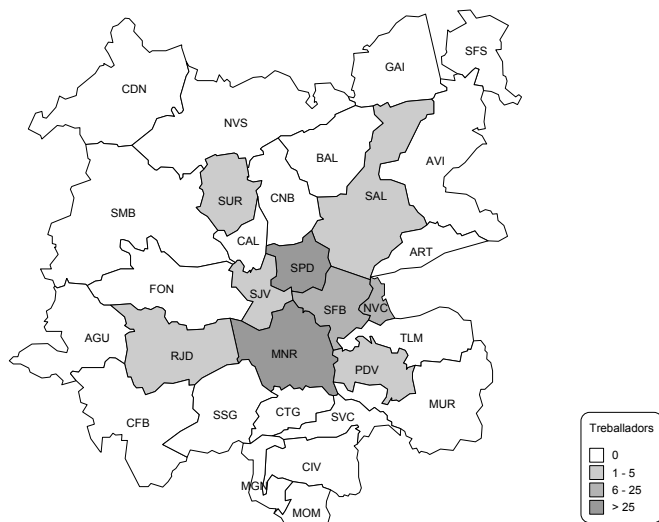 SFS
GAI
CDN
NVS
BAL
AVI
SAL
SUR
CNB
SMB
CAL
ART
SPD
FON
SJV
SFB
NVC
AGU
TLM
RJD
MNR
PDV
MUR
SSG
CTG
SVC
CFB
CIV
MGN
MOM
Treballadors
0
1 - 5
6 - 25
> 25